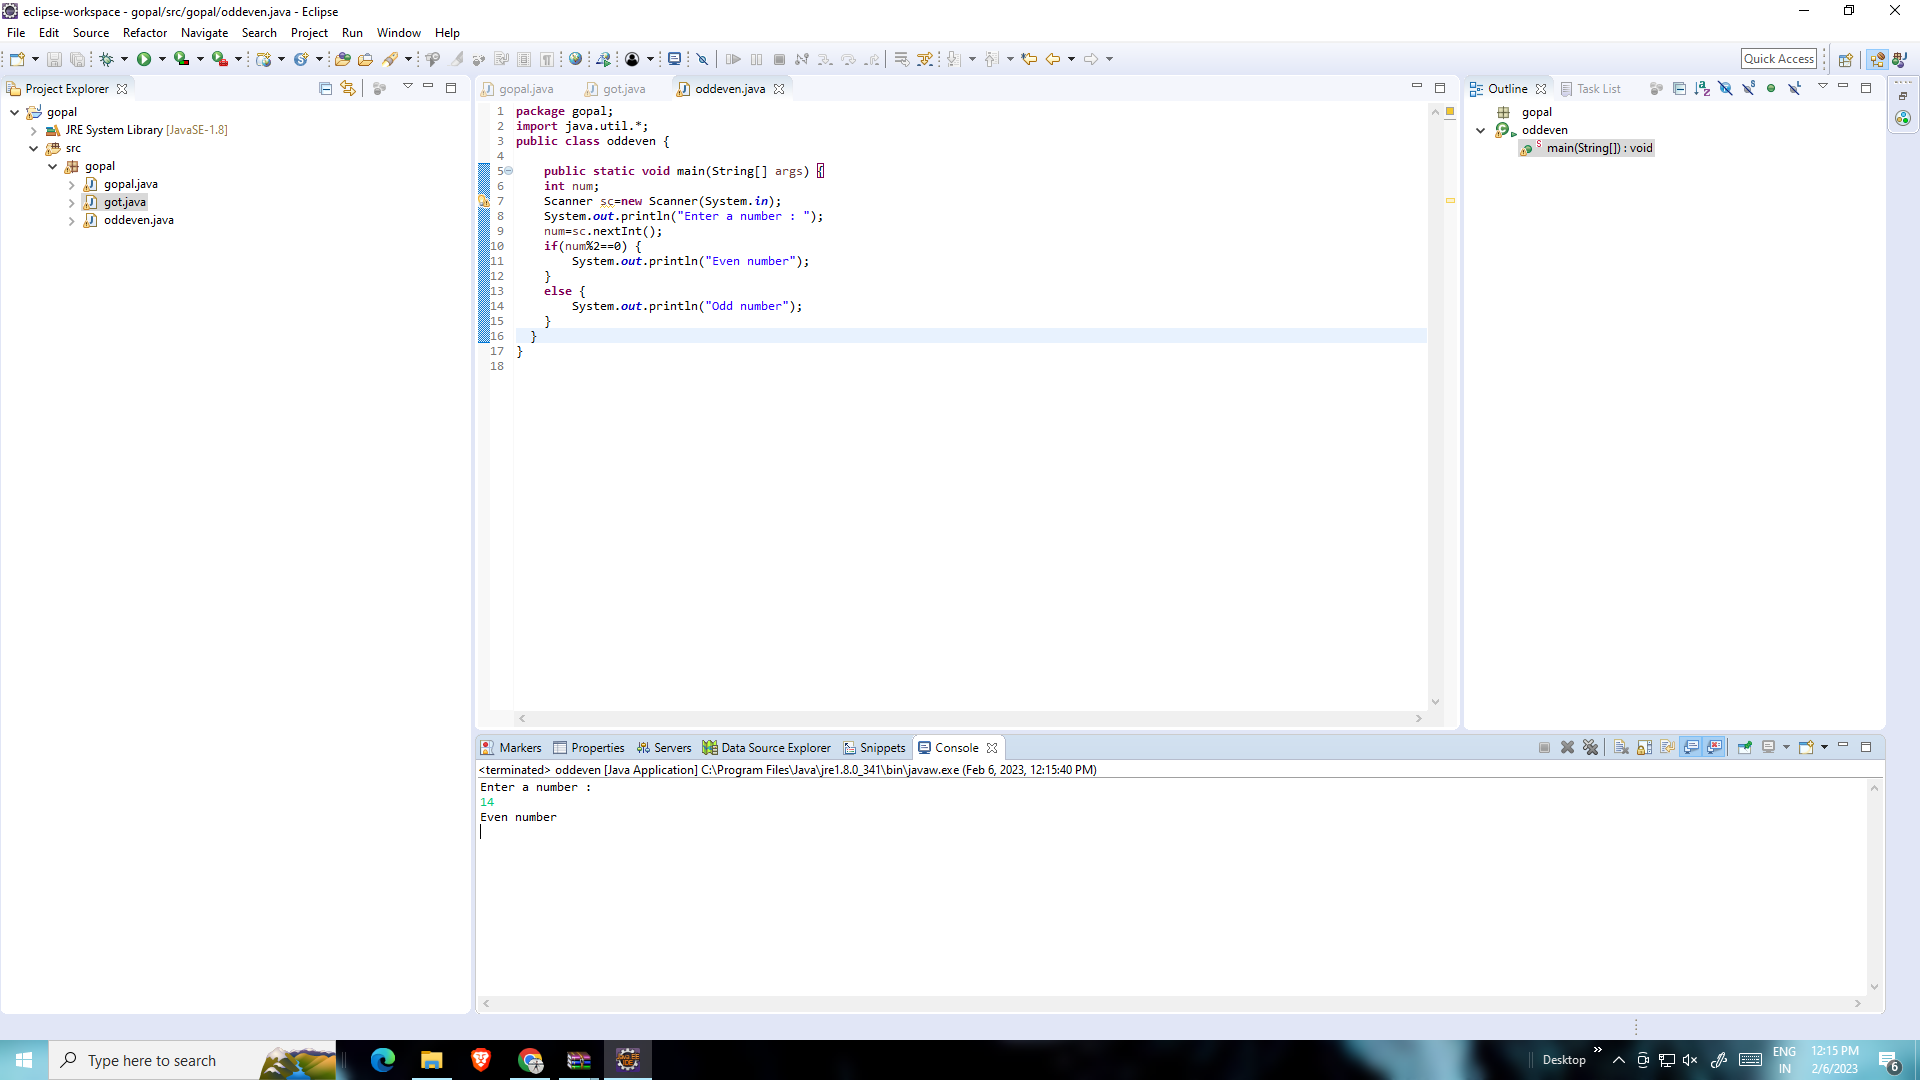 eclipse-workspace - gopal/src/gopal/oddeven.java - Eclipse
File Edit Source Refactor Navigate Search Project Run Window Help
Quick Access
Project Explorer
gopal
JRE System Library [JavaSE-1.8]
src
gopal
gopal.java
got.java
oddeven.java
gopal.java got.java oddeven.java
1 package gopal;
2 import java.util.*;
3 public class oddeven {
4
5 public static void main(String[] args) {
6 int num;
7 Scanner sc=new Scanner(System.in);
8 System.out.println("Enter a number : ");
9 num=sc.nextInt();
10 if(num%2==0) {
11 System.out.println("Even number");
12 }
13 else {
14 System.out.println("Odd number");
15 }
16 }
17 }
18
Outline Task List
gopal
oddeven
main(String[]) : void
Markers Properties Servers Data Source Explorer Snippets Console
<terminated> oddeven [Java Application] C:\Program Files\Java\jre1.8.0_341\bin\javaw.exe (Feb 6, 2023, 12:15:40 PM)
Enter a number :
14
Even number
Type here to search
Desktop
ENG
IN
12:15 PM
2/6/2023
6